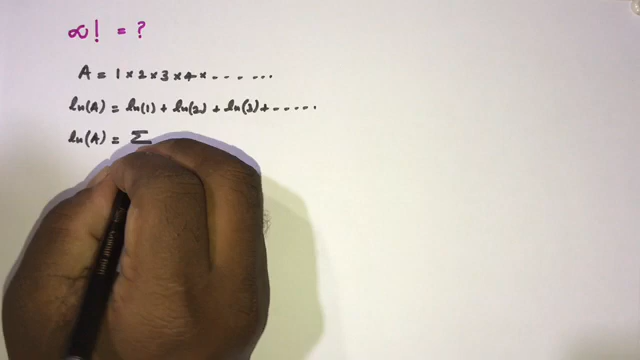 ∞! = ?
A = 1 × 2 × 3 × 4 × - - - - - -
ln(A) = ln(1) + ln(2) + ln(3) + - - - - -
ln(A) = Σ